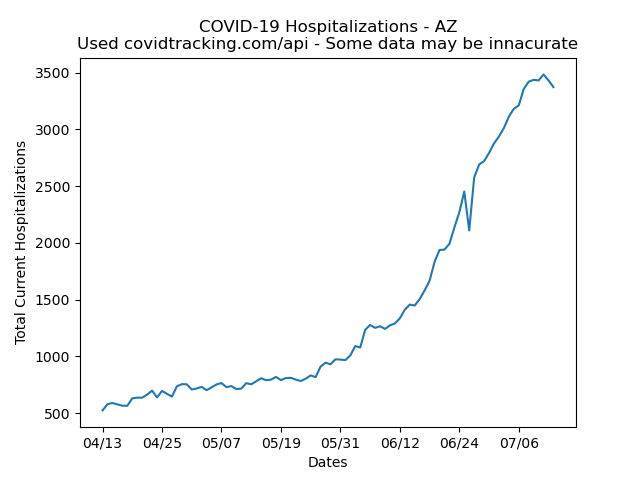 COVID-19 Hospitalizations - AZ
Used covidtracking.com/api - Some data may be innacurate
Total Current Hospitalizations
3500
3000
2500
2000
1500
1000
500
04/13 04/25 05/07 05/19 05/31 06/12 06/24 07/06
Dates